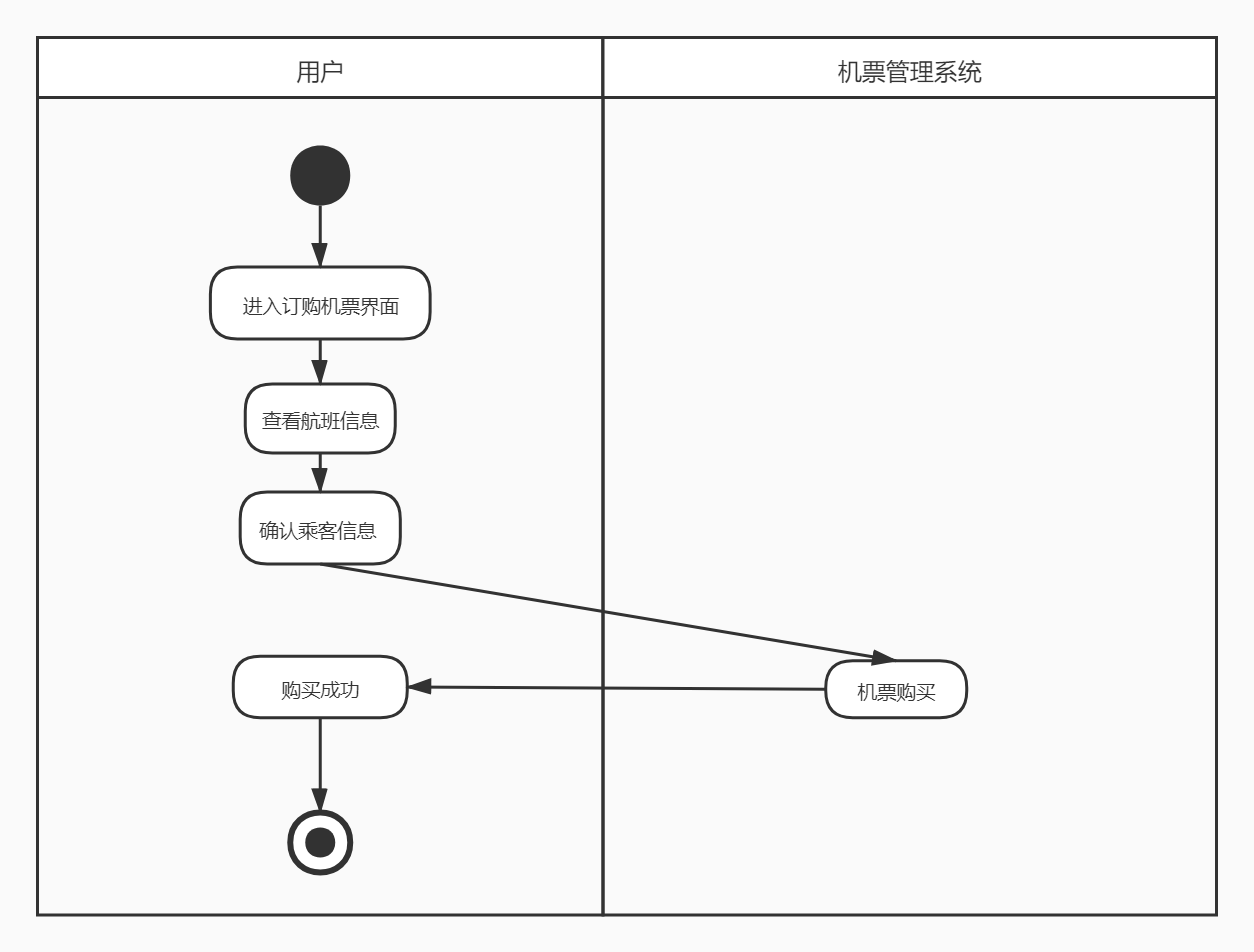 用户
机票管理系统
进入订购机票界面
查看航班信息
确认乘客信息
购买成功
机票购买